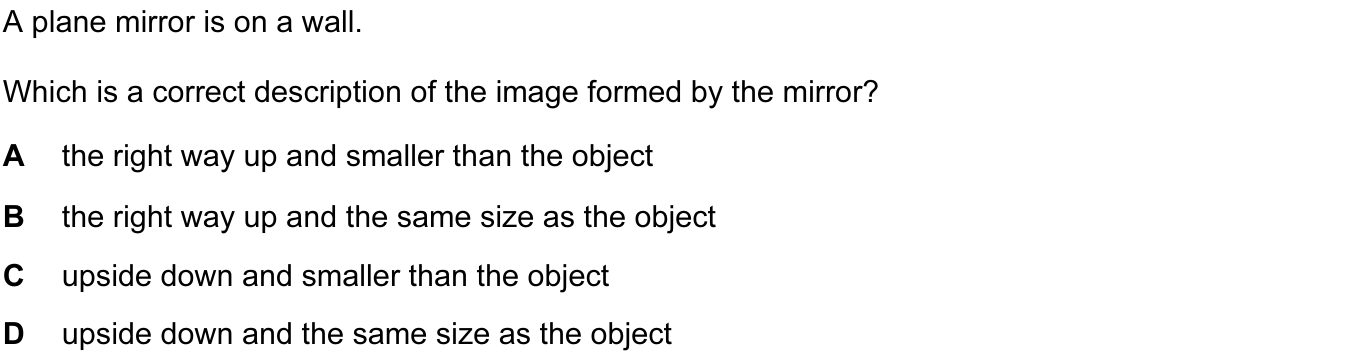 A plane mirror is on a wall.
Which is a correct description of the image formed by the mirror?
A the right way up and smaller than the object
B the right way up and the same size as the object
C upside down and smaller than the object
D upside down and the same size as the object